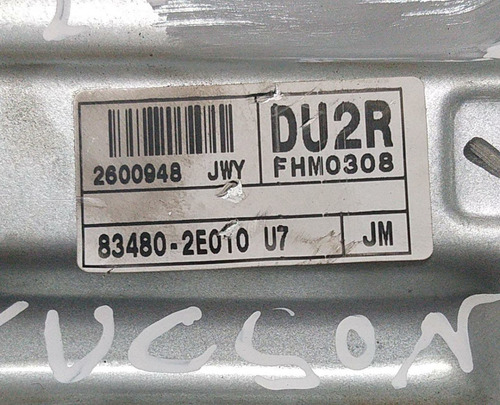 DU2R
2600948 JWY FHM0308
83480-2E010 U7 JM
TUCSON